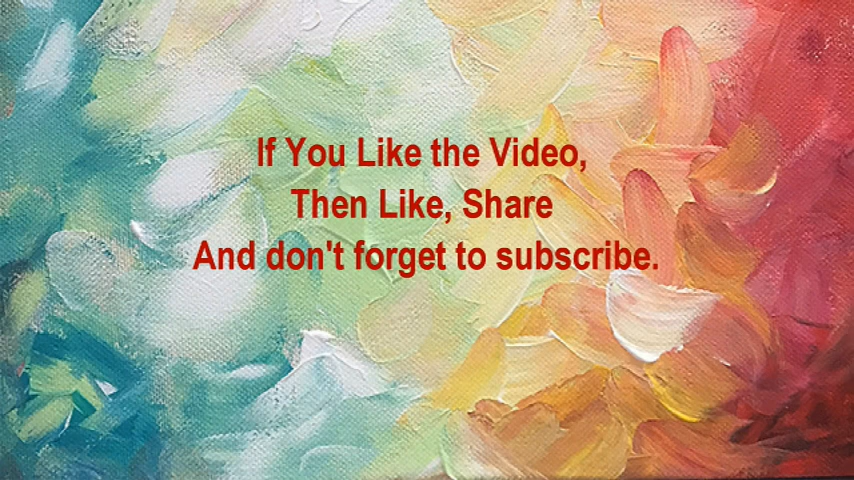 If You Like the Video,
Then Like, Share
And don't forget to subscribe.